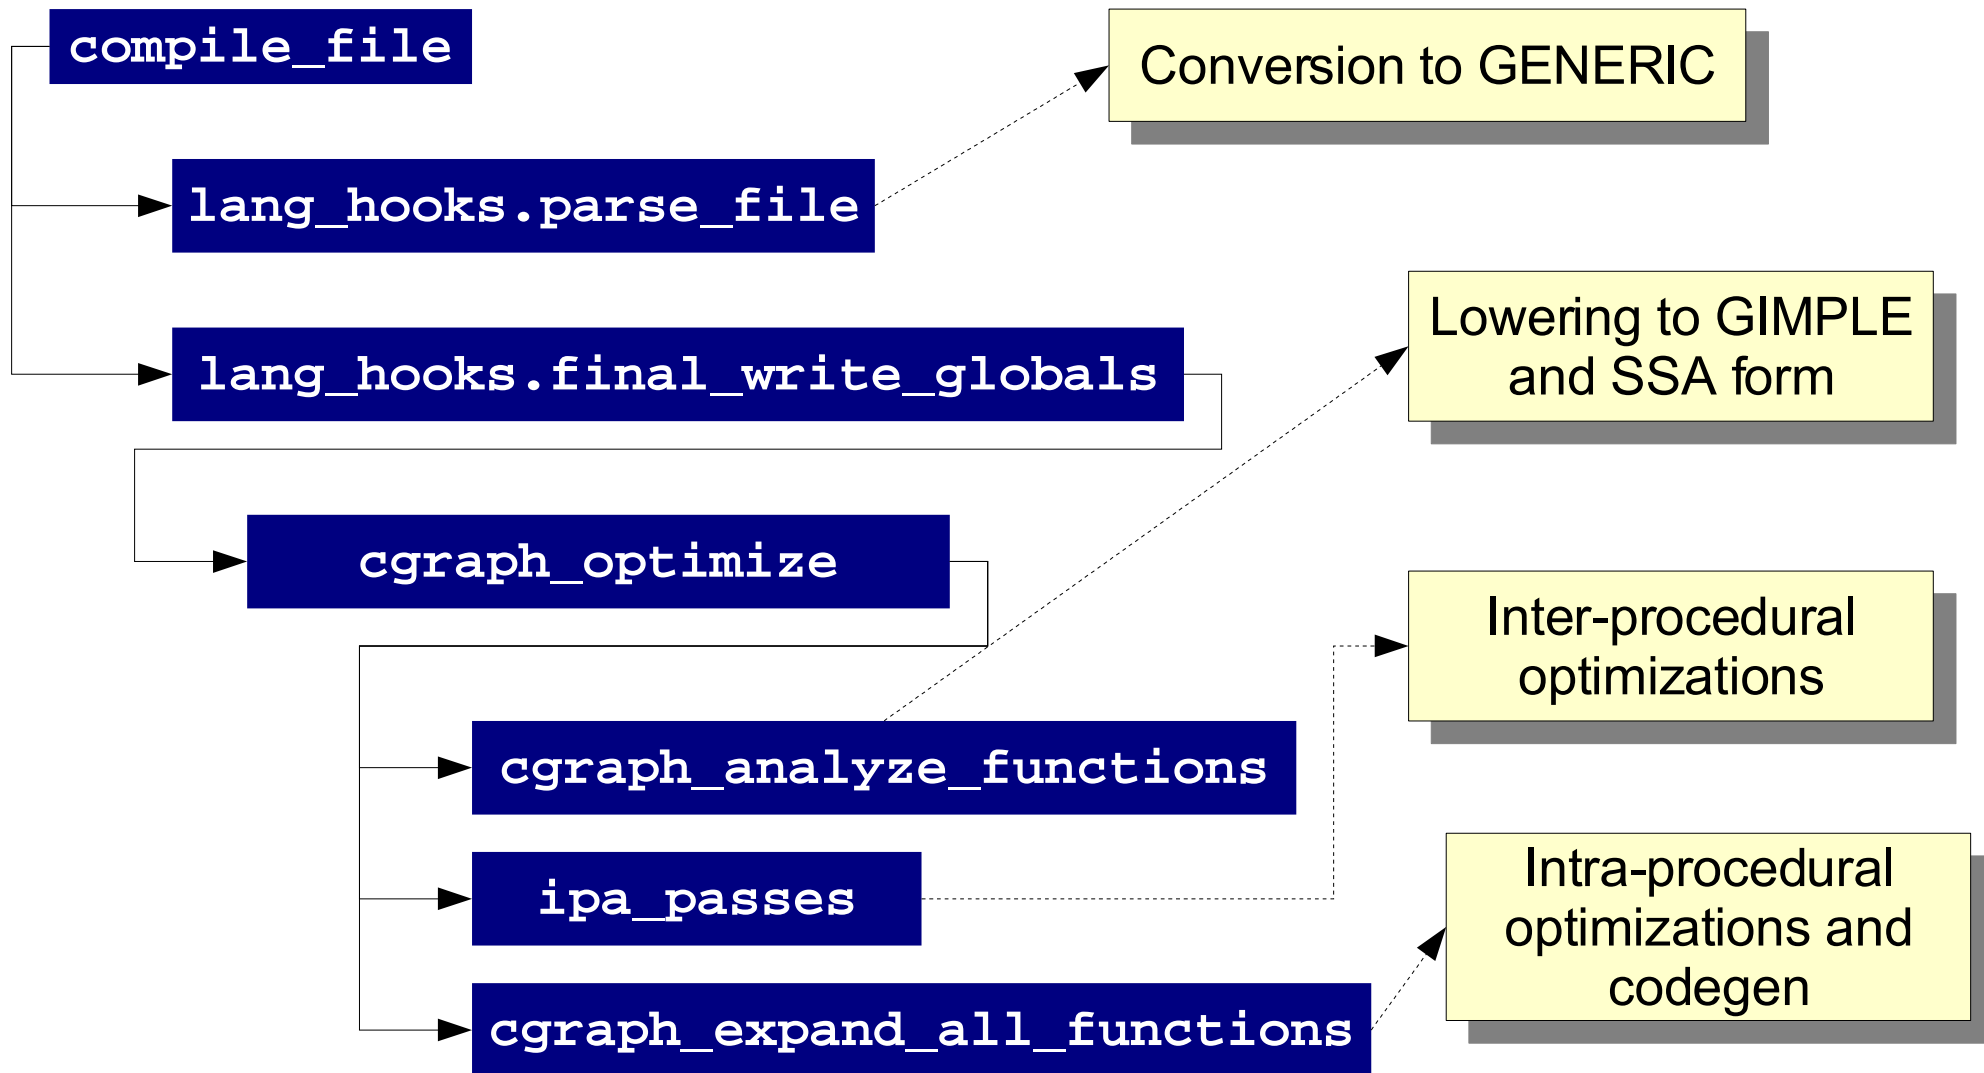 compile_file
Conversion to GENERIC
lang_hooks.parse_file
Lowering to GIMPLE
and SSA form
lang_hooks.final_write_globals
cgraph_optimize
Inter-procedural
optimizations
cgraph_analyze_functions
ipa_passes
Intra-procedural
optimizations and
codegen
cgraph_expand_all_functions